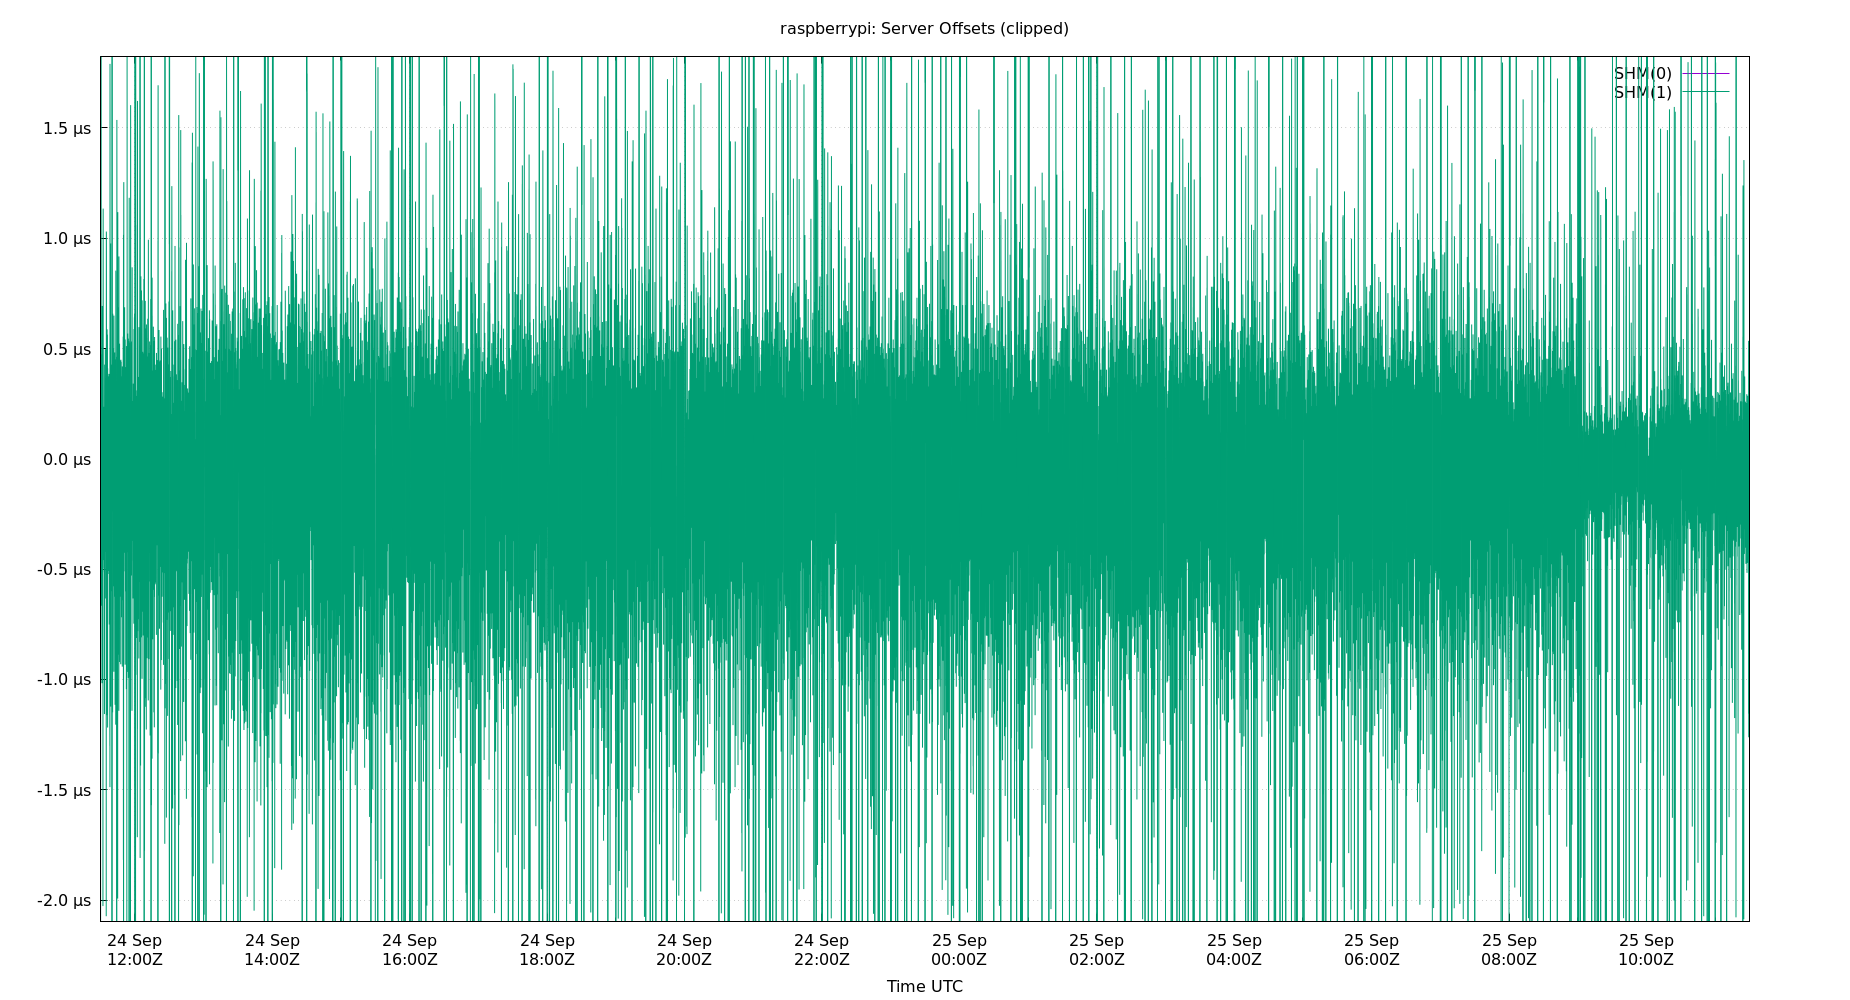 raspberrypi: Server Offsets (clipped)
SHM(0)
SHM(1)
1.5 µs
1.0 µs
0.5 µs
0.0 µs
-0.5 µs
-1.0 µs
-1.5 µs
-2.0 µs
24 Sep 24 Sep 24 Sep 24 Sep 24 Sep 24 Sep 25 Sep 25 Sep 25 Sep 25 Sep 25 Sep 25 Sep
12:00Z 14:00Z 16:00Z 18:00Z 20:00Z 22:00Z 00:00Z 02:00Z 04:00Z 06:00Z 08:00Z 10:00Z
Time UTC